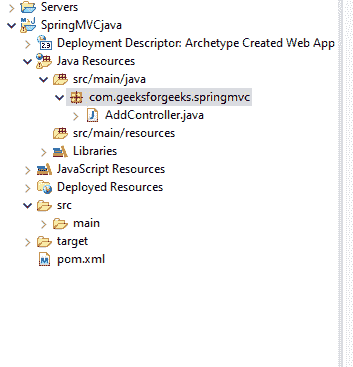 Servers
SpringMVCjava
Deployment Descriptor: Archetype Created Web App
Java Resources
src/main/java
com.geeksforgeeks.springmvc
AddController.java
src/main/resources
Libraries
JavaScript Resources
Deployed Resources
src
main
target
pom.xml